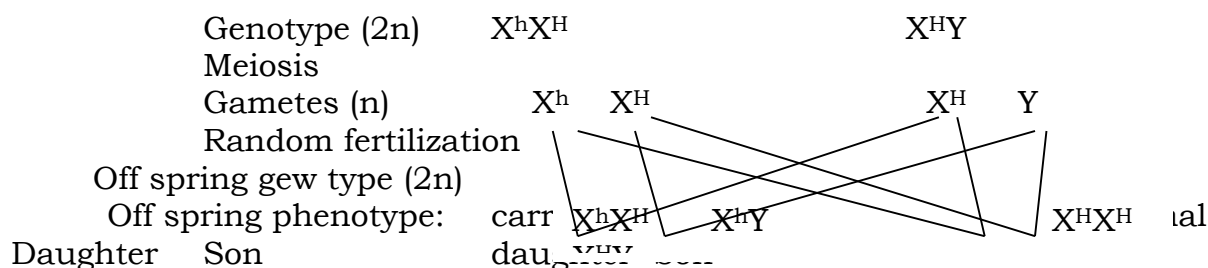 Genotype (2n) XʰXᴴ XᴴY
Meiosis
Gametes (n) Xʰ Xᴴ Xᴴ Y
Random fertilization
Off spring gew type (2n)
Off spring phenotype: carr XʰXᴴ XʰY XᴴXᴴ
Daughter Son